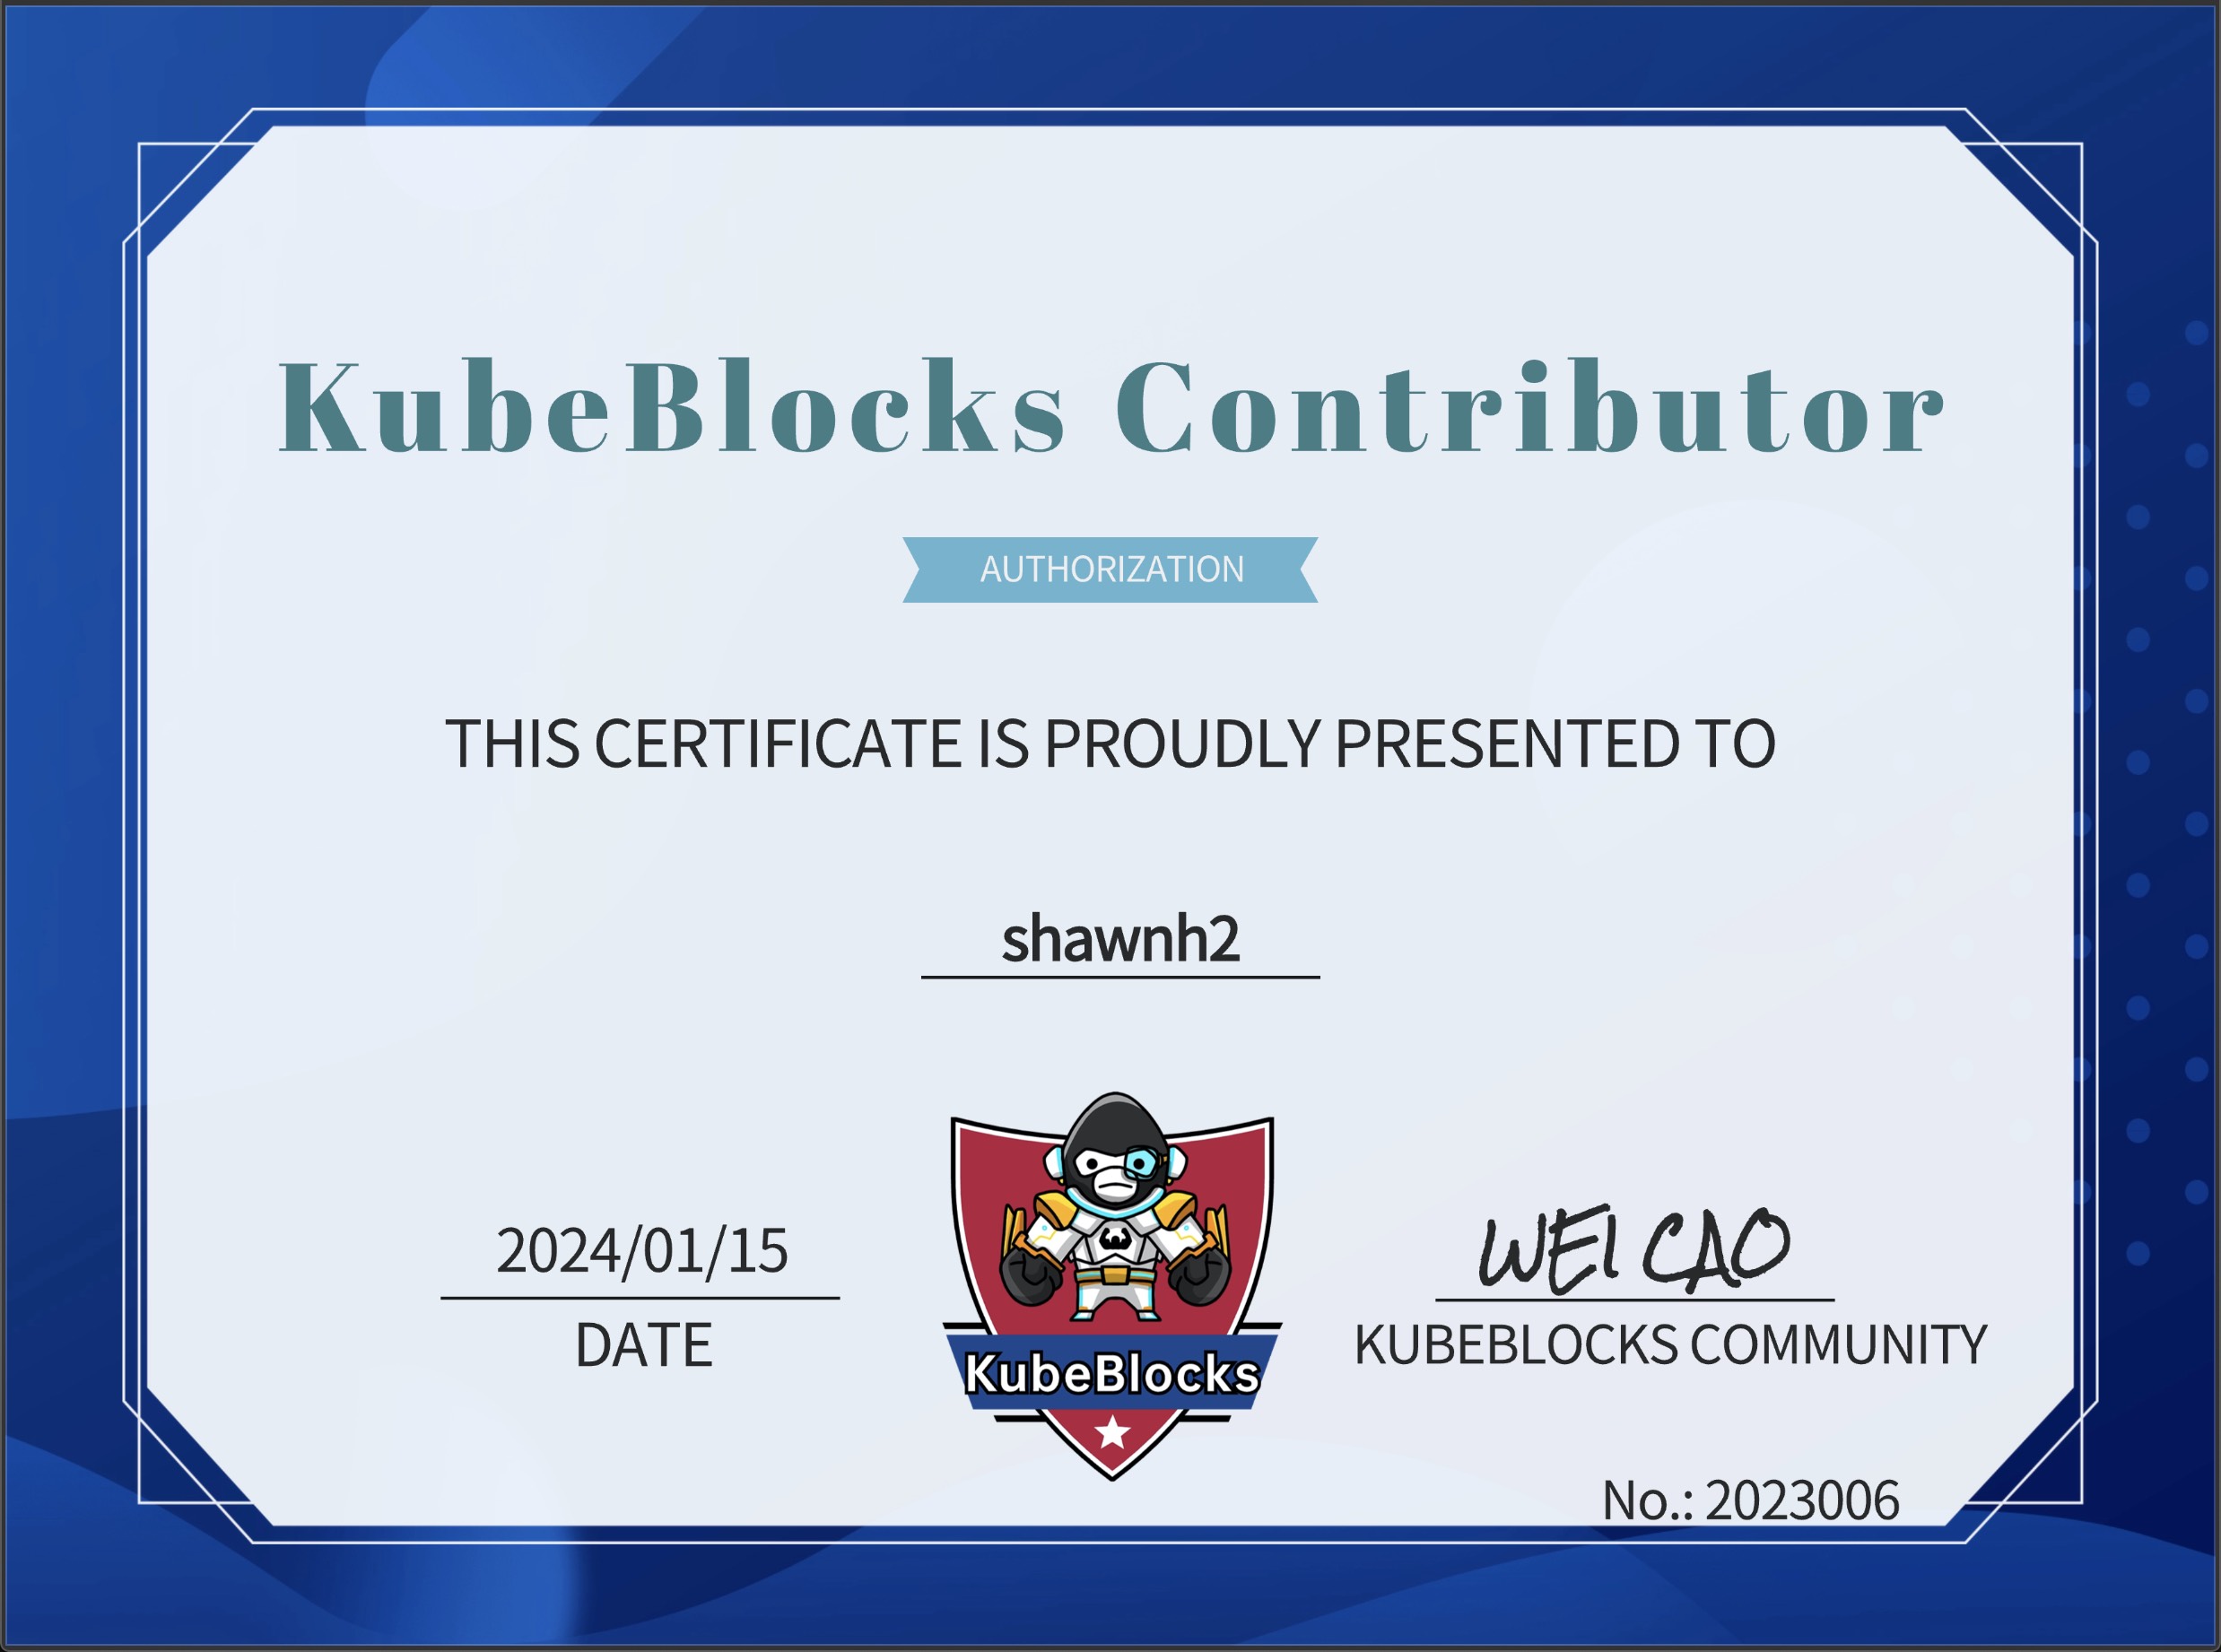 KubeBlocks Contributor
AUTHORIZATION
THIS CERTIFICATE IS PROUDLY PRESENTED TO
shawnh2
2024/01/15
DATE
KubeBlocks
WEI CAO
KUBEBLOCKS COMMUNITY
No.: 2023006